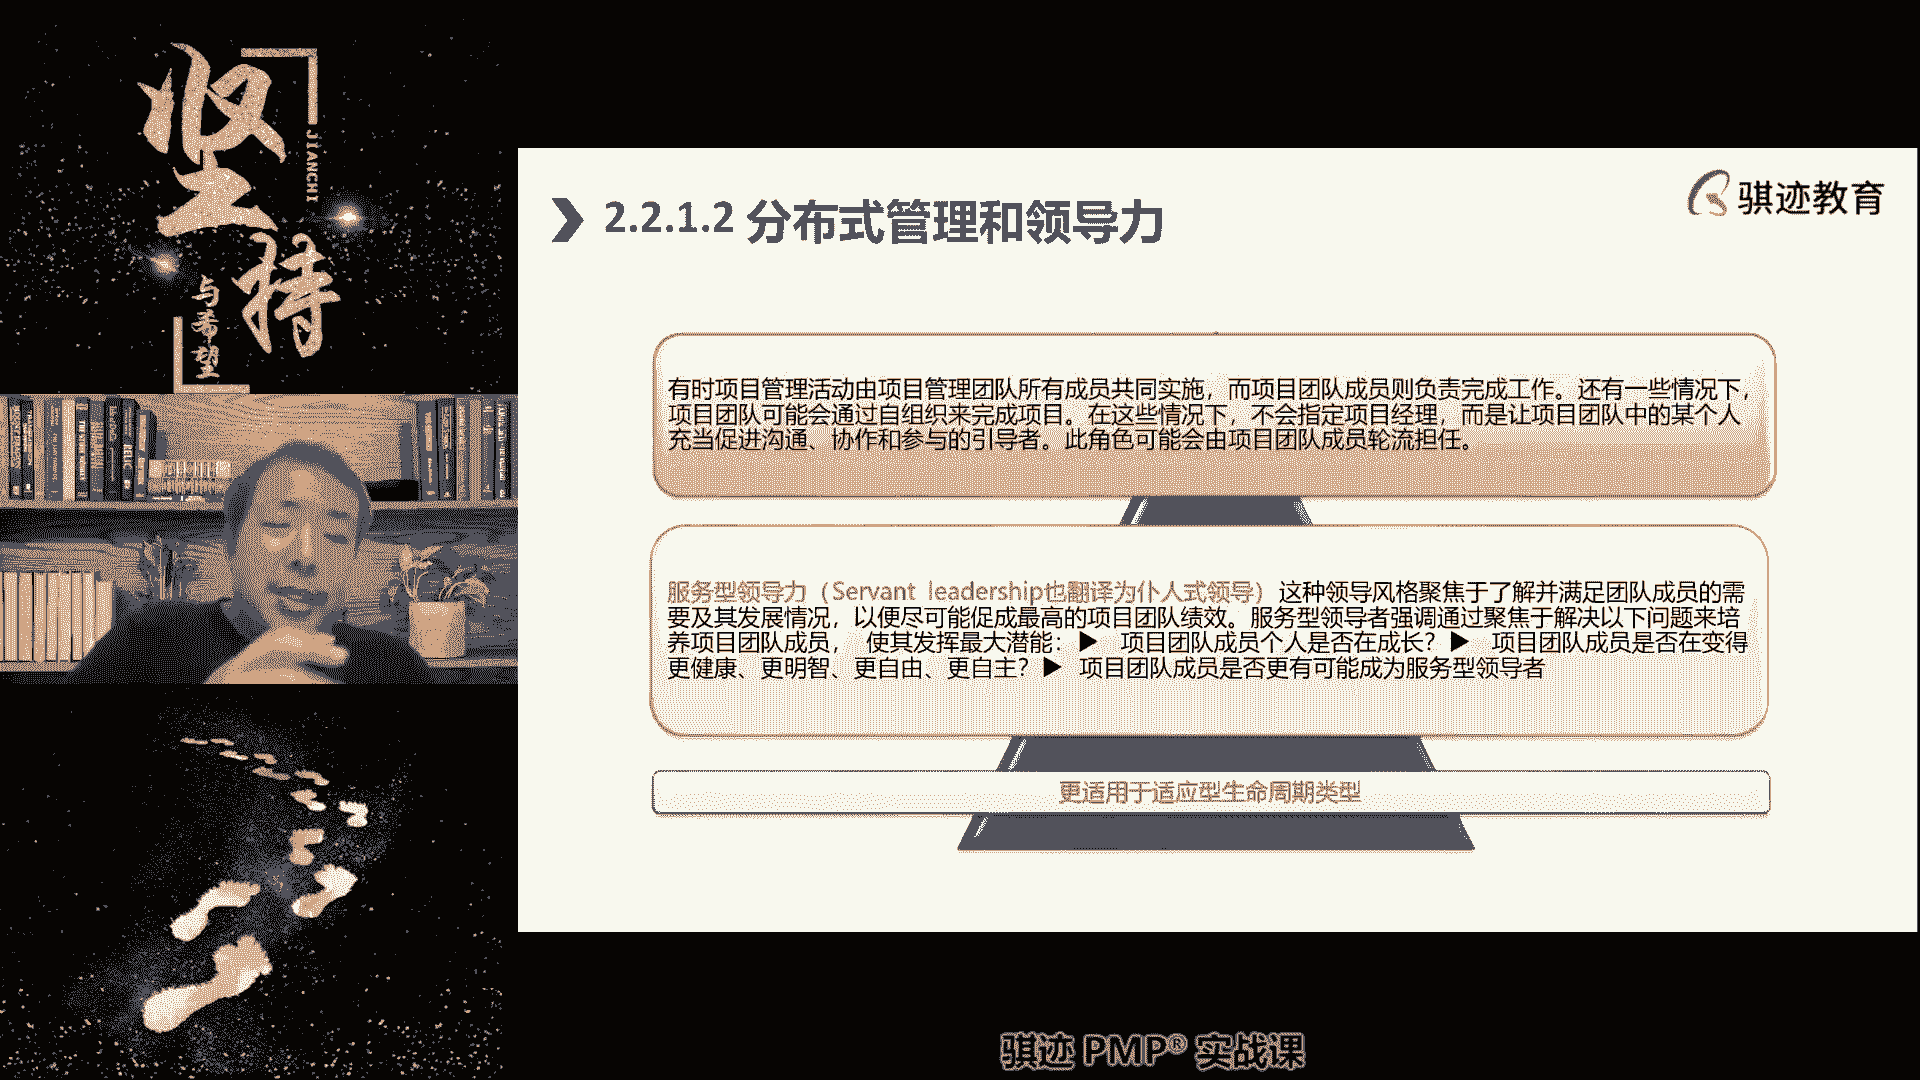 坚持
JIANCHI
与希望
骐迹教育
2.2.1.2 分布式管理和领导力
有时项目管理活动由项目管理团队所有成员共同实施，而项目团队成员则负责完成工作。还有一些情况下，
项目团队可能会通过自组织来完成项目。在这些情况下，不会指定项目经理，而是让项目团队中的某个人
充当促进沟通、协作和参与的引导者。此角色可能会由项目团队成员轮流担任。
服务型领导力（Servant leadership也翻译为仆人式领导）这种领导风格聚焦于了解并满足团队成员的需
要及其发展情况，以便尽可能促成最高的项目团队绩效。服务型领导者强调通过聚焦于解决以下问题来培
养项目团队成员， 使其发挥最大潜能：▶ 项目团队成员个人是否在成长？▶ 项目团队成员是否在变得
更健康、更明智、更自由、更自主？▶ 项目团队成员是否更有可能成为服务型领导者
更适用于适应型生命周期类型
骐迹 PMP® 实战课